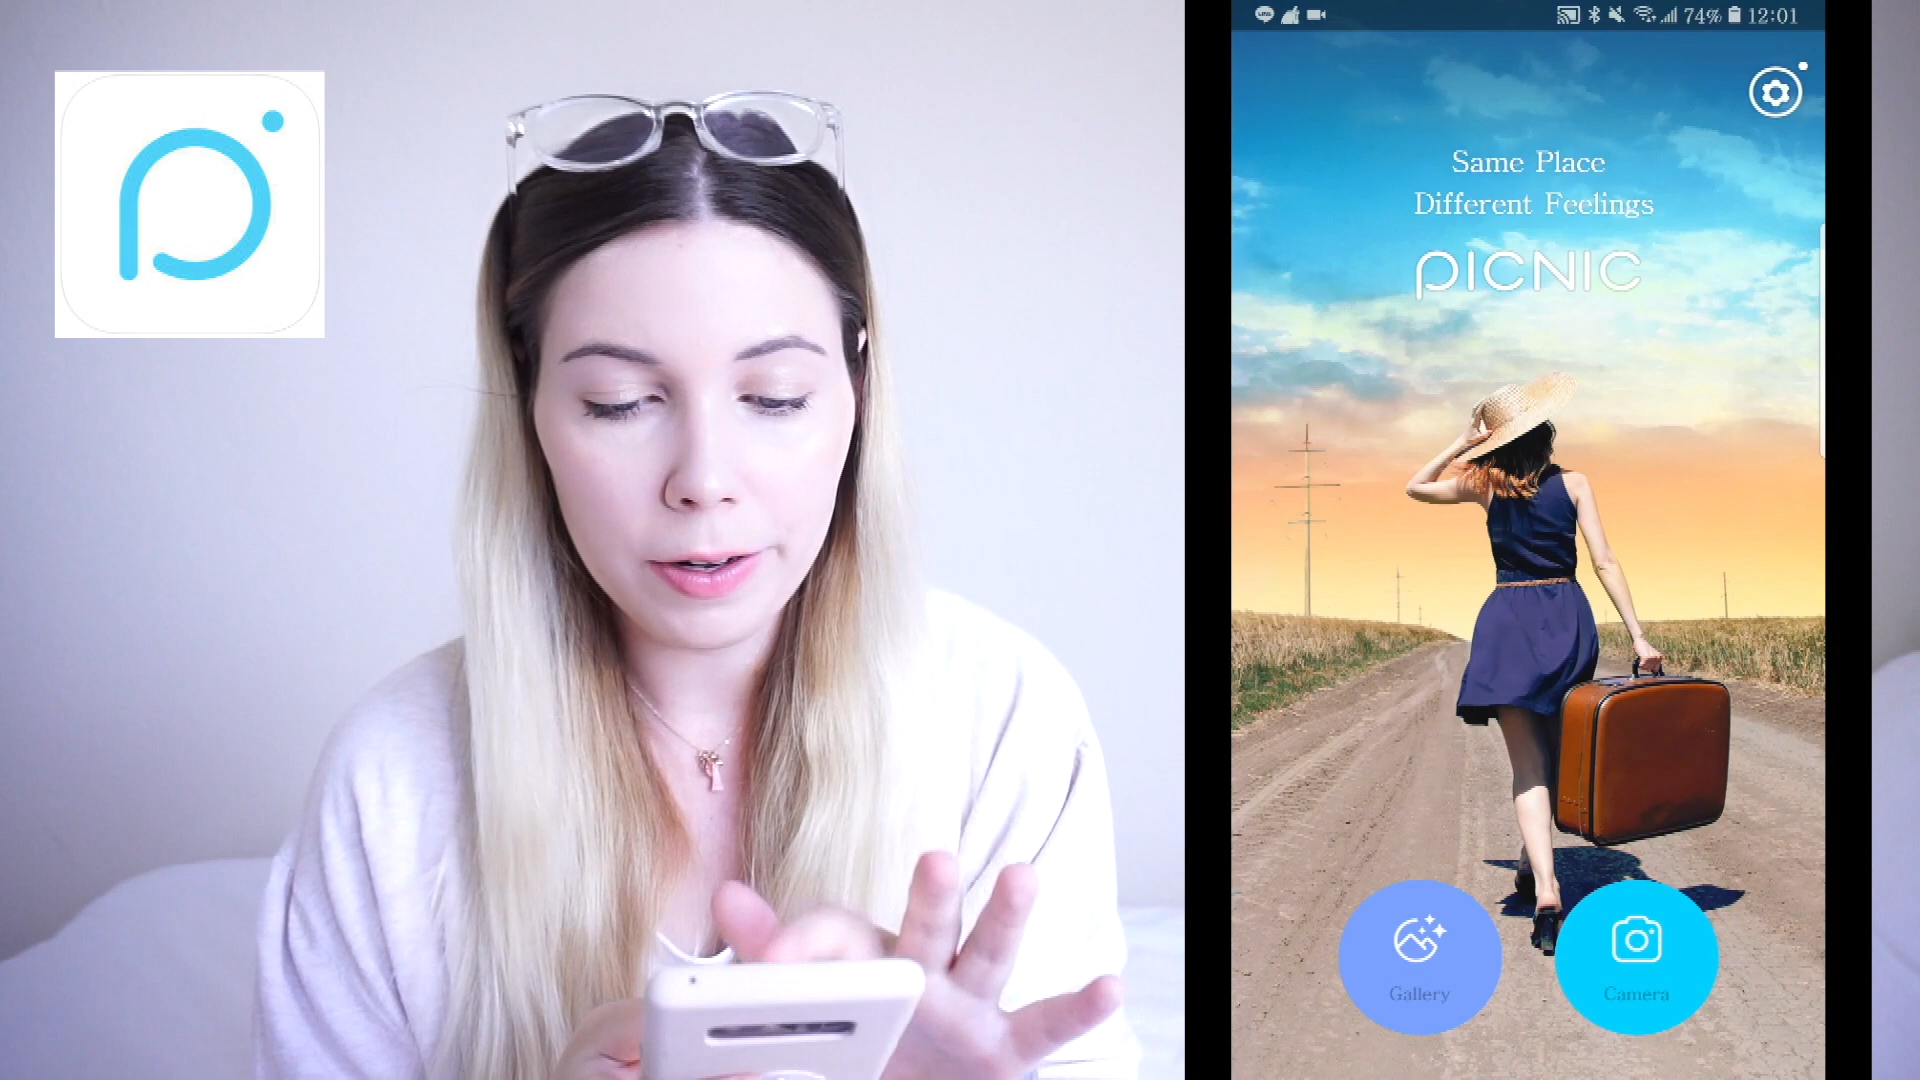 74% 12:01
Same Place
Different Feelings
PICNIC
Gallery
Camera